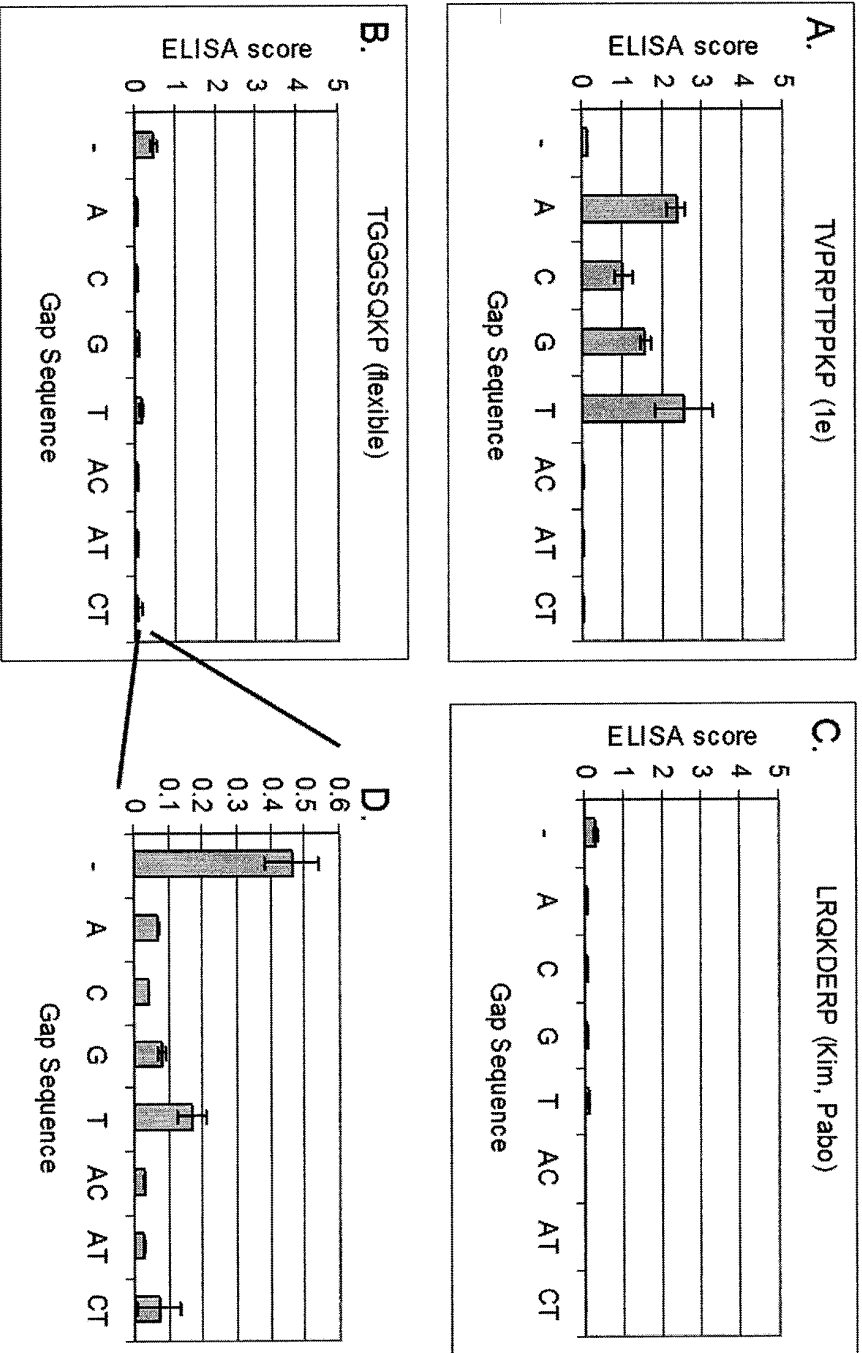 A.
TVPRPTPPKP (1e)
ELISA score
5
4
3
2
1
0
- A C G T AC AT CT
Gap Sequence
B.
TGGGSQKP (flexible)
ELISA score
5
4
3
2
1
0
- A C G T AC AT CT
Gap Sequence
C.
LRQKDERP (Kim, Pabo)
ELISA score
5
4
3
2
1
0
- A C G T AC AT CT
Gap Sequence
D.
0.6
0.5
0.4
0.3
0.2
0.1
0
- A C G T AC AT CT
Gap Sequence